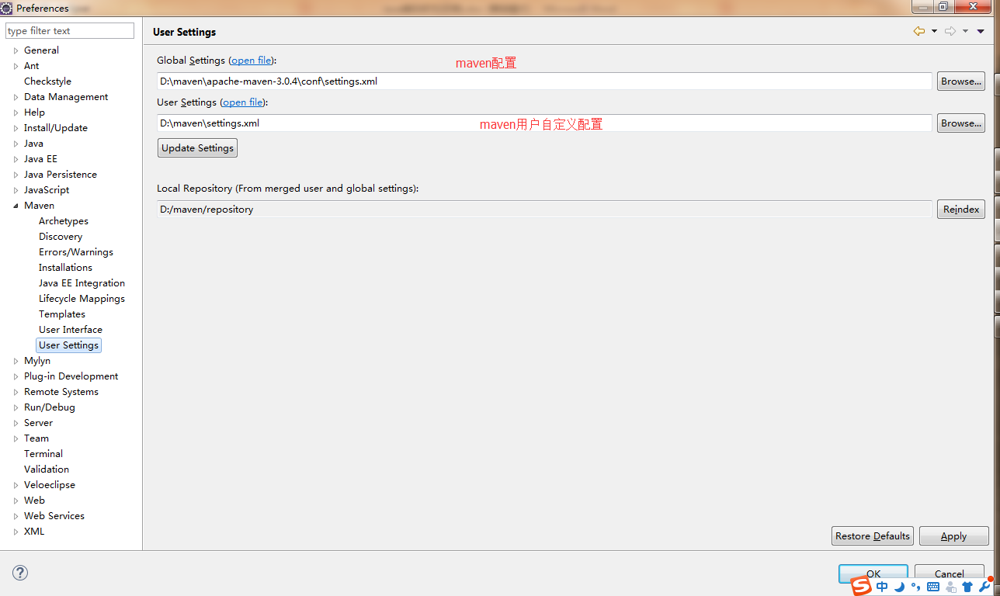 Preferences
type filter text
General
Ant
Checkstyle
Data Management
Help
Install/Update
Java
Java EE
Java Persistence
JavaScript
Maven
Archetypes
Discovery
Errors/Warnings
Installations
Java EE Integration
Lifecycle Mappings
Templates
User Interface
User Settings
Mylyn
Plug-in Development
Remote Systems
Run/Debug
Server
Team
Terminal
Validation
Veloeclipse
Web
Web Services
XML
User Settings
Global Settings (open file):
maven配置
D:\maven\apache-maven-3.0.4\conf\settings.xml
Browse...
User Settings (open file):
D:\maven\settings.xml
maven用户自定义配置
Browse...
Update Settings
Local Repository (From merged user and global settings):
D:/maven/repository
Reindex
Restore Defaults
Apply
OK
Cancel
S
中